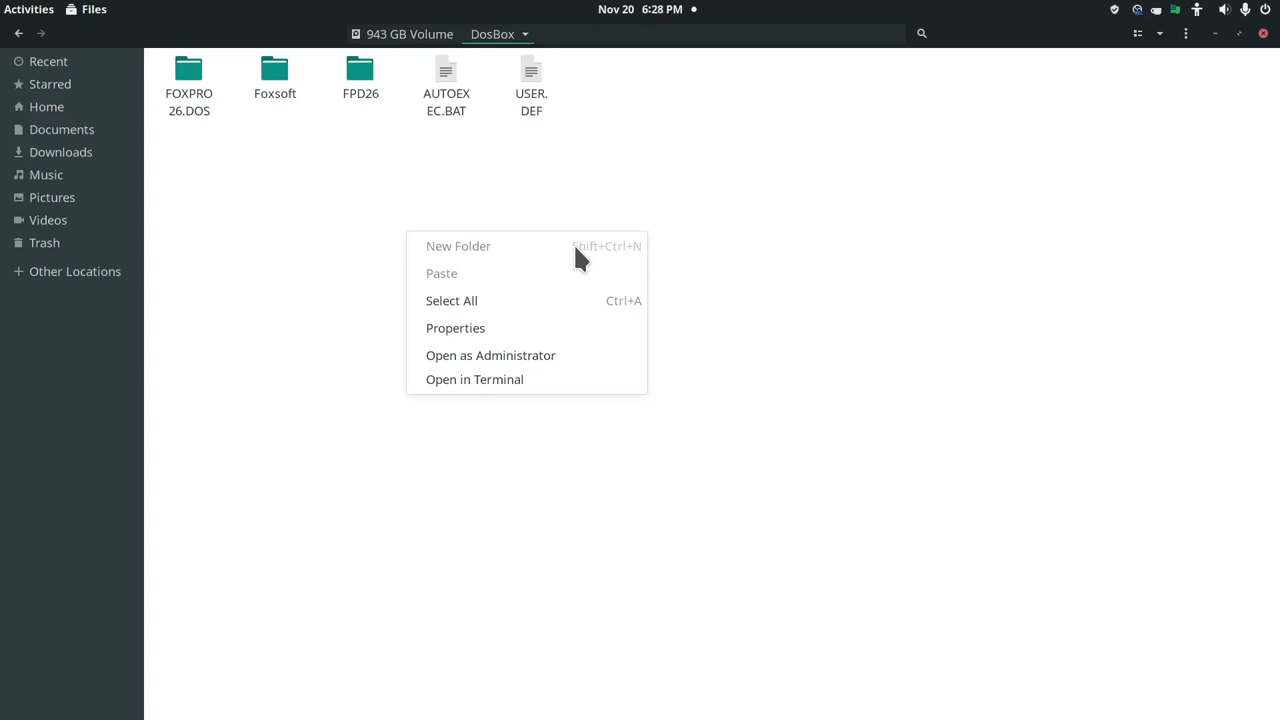 Activities Files Nov 20 6:28 PM
943 GB Volume DosBox
Recent
Starred
Home
Documents
Downloads
Music
Pictures
Videos
Trash
Other Locations
FOXPRO
26.DOS
Foxsoft
FPD26
AUTOEX
EC.BAT
USER.
DEF
New Folder Shift+Ctrl+N
Paste
Select All Ctrl+A
Properties
Open as Administrator
Open in Terminal